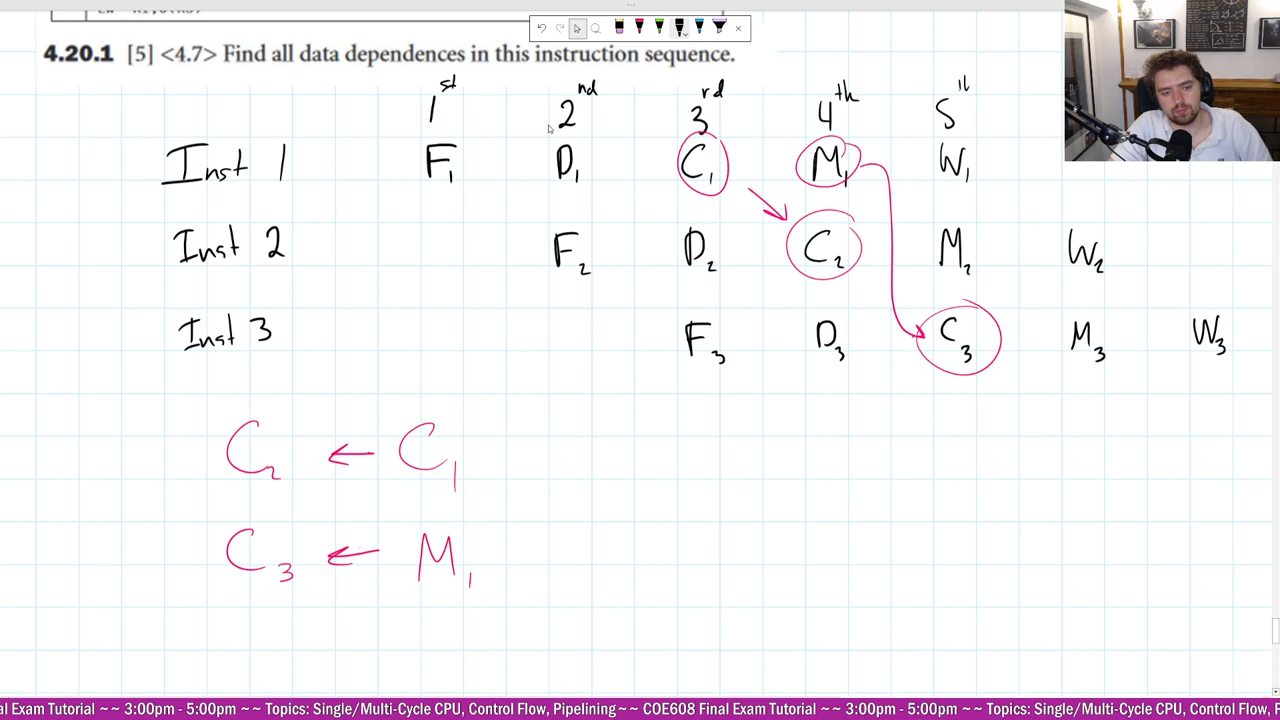 4.20.1 [5] <4.7> Find all data dependences in this instruction sequence.
1st 2nd 3rd 4th 5th
Inst 1 F1 D1 C1 M1 W1
Inst 2 F2 D2 C2 M2 W2
Inst 3 F3 D3 C3 M3 W3
C2 ← C1
C3 ← M1
al Exam Tutorial ~~ 3:00pm - 5:00pm ~~ Topics: Single/Multi-Cycle CPU, Control Flow, Pipelining ~~ COE608 Final Exam Tutorial ~~ 3:00pm - 5:00pm ~~ Topics: Single/Multi-Cycle CPU, Control Flow, P